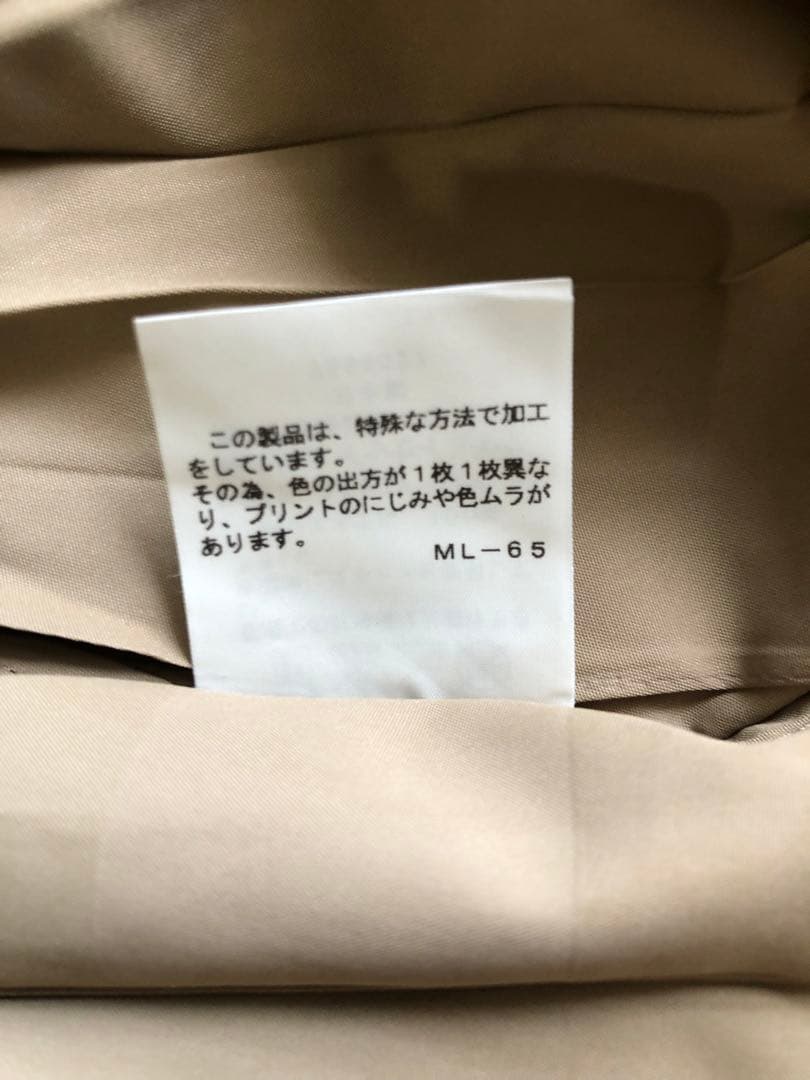 この製品は、特殊な方法で加工
をしています。
その為、色の出方が１枚１枚異な
り、プリントのにじみや色ムラが
あります。
ＭＬ－６５